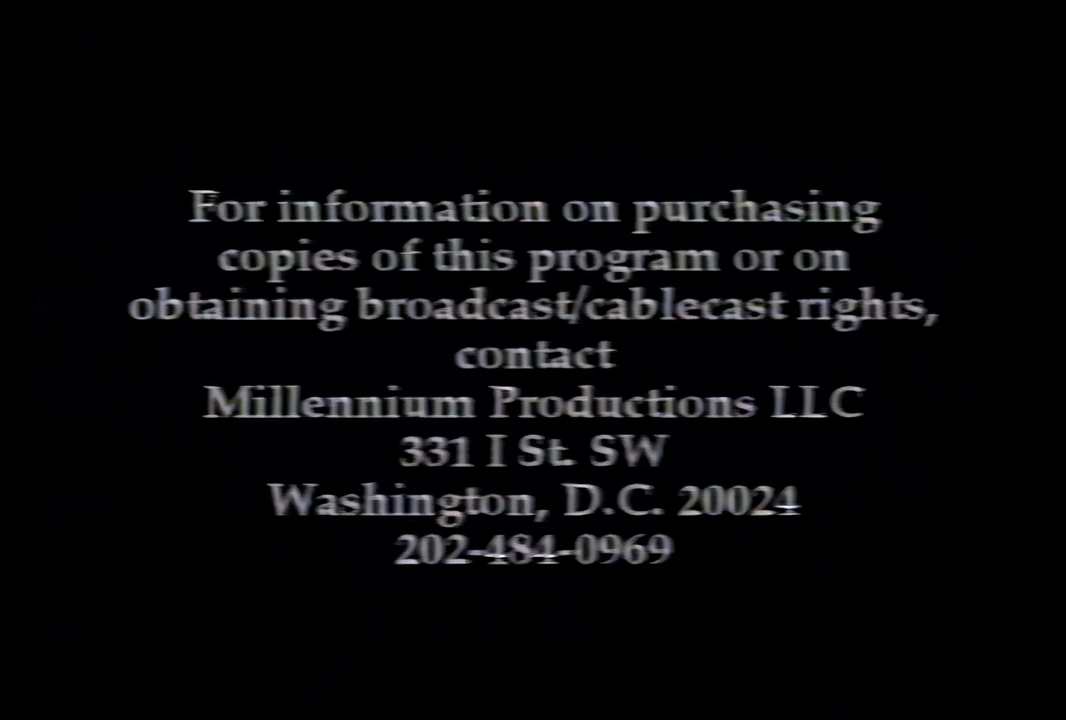 For information on purchasing
copies of this program or on
obtaining broadcast/cablecast rights,
contact
Millennium Productions LLC
331 I St. SW
Washington, D.C. 20024
202-484-0969